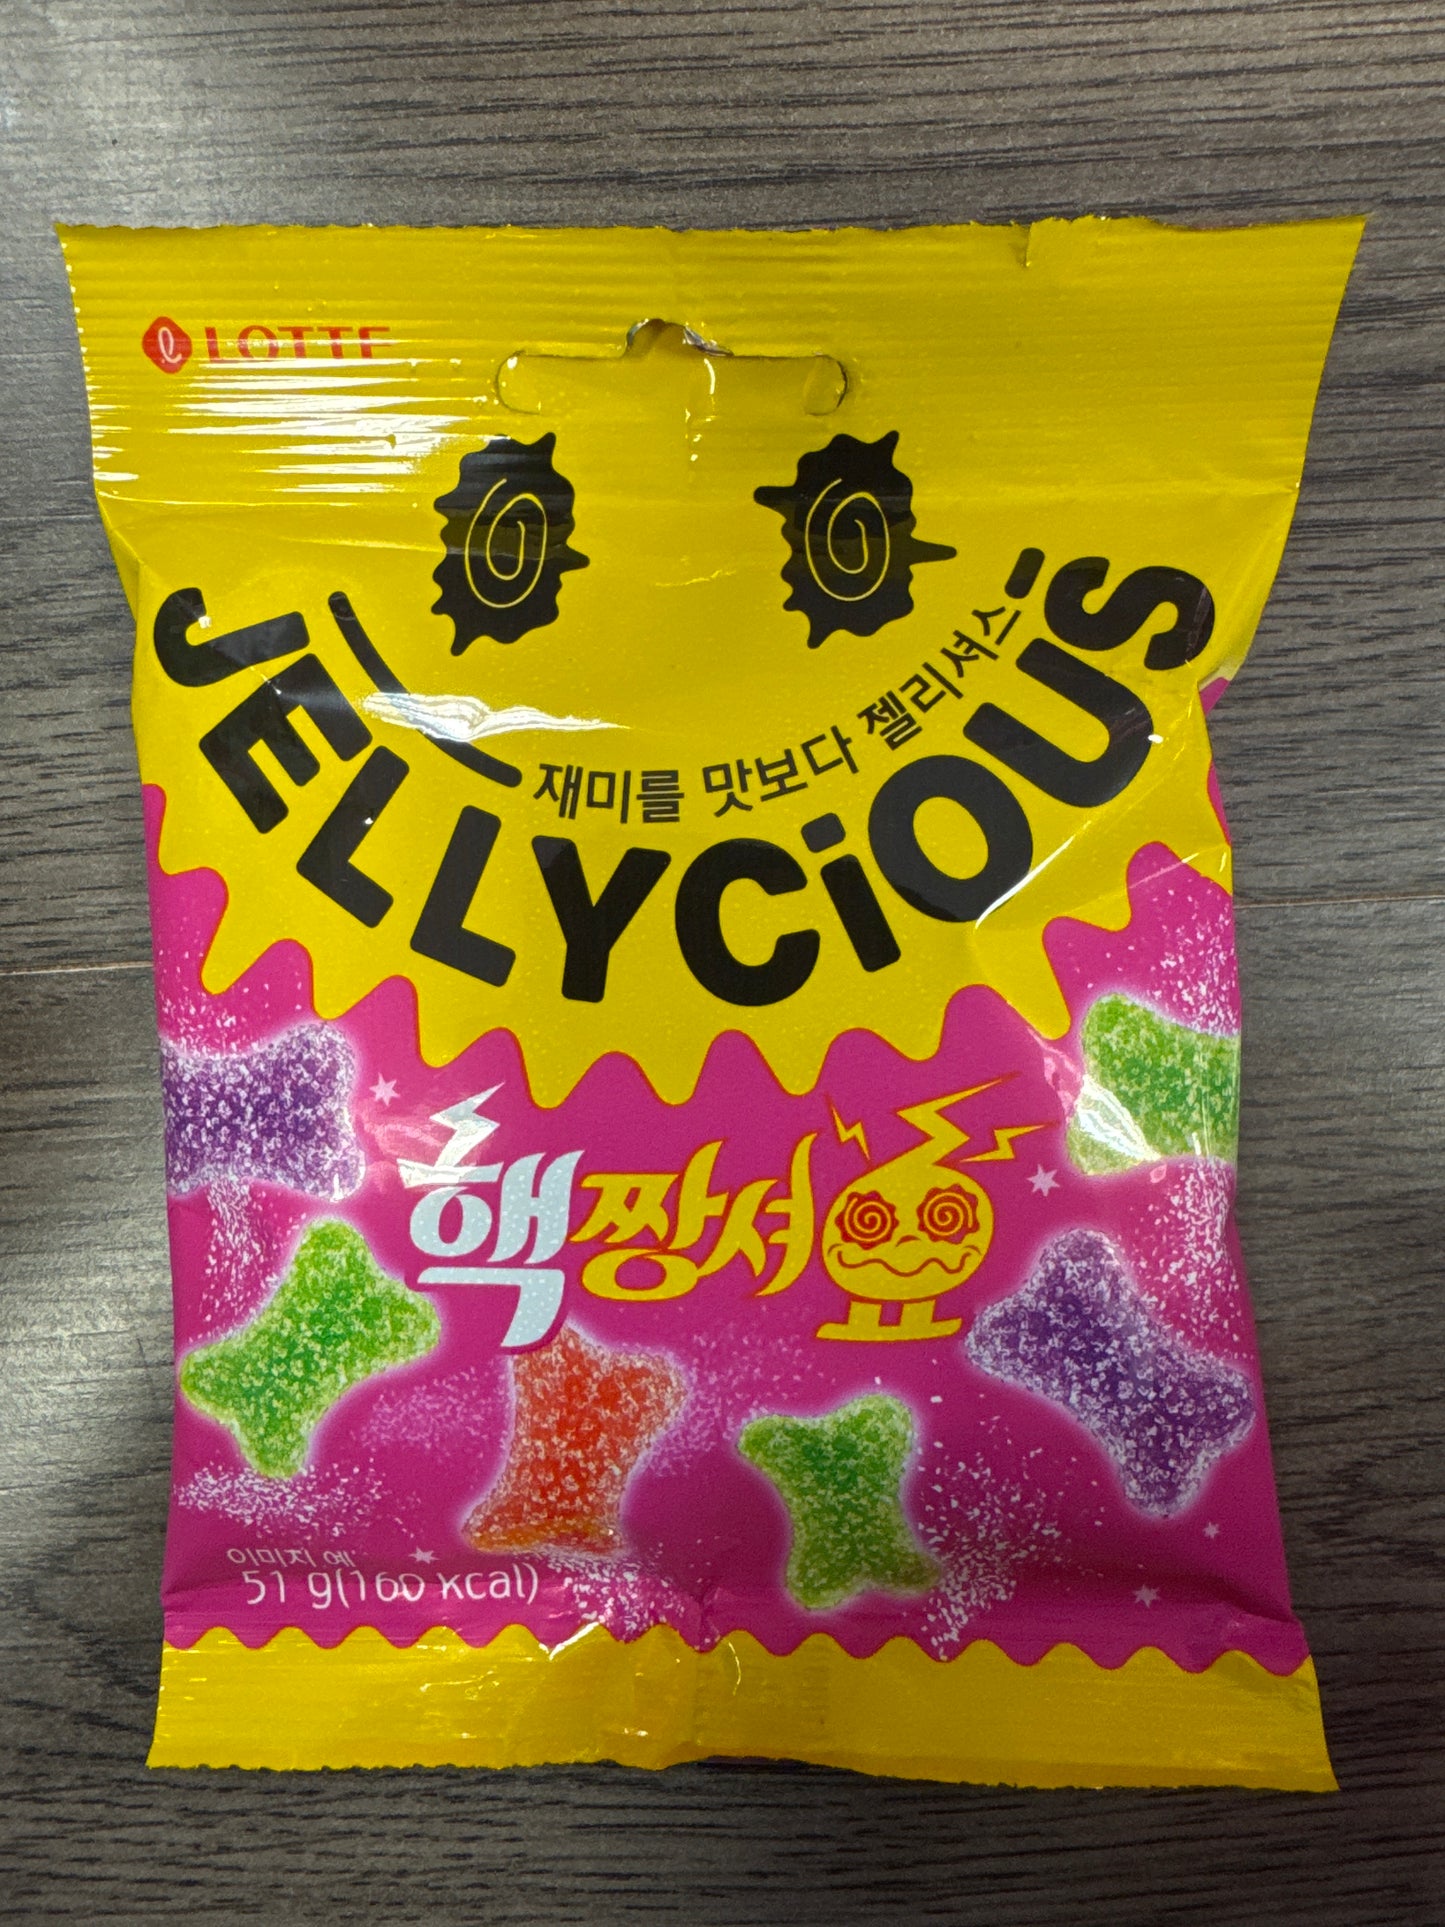 LOTTE
재미를 맛보다 젤리셔스
JELLYCiOUS
핵짱셔요
이미지 예
51 g(160 kcal)